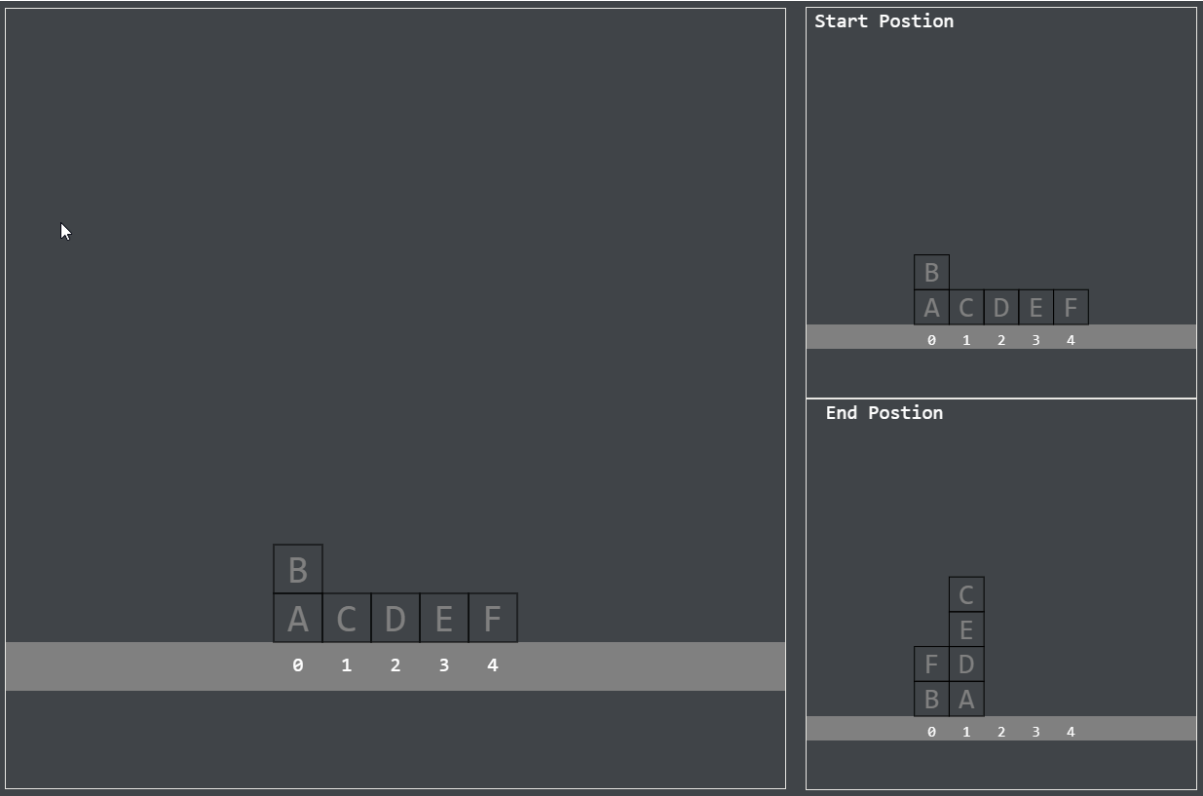 B
A C D E F
0 1 2 3 4
Start Postion
B
A C D E F
0 1 2 3 4
End Postion
C
E
F D
B A
0 1 2 3 4